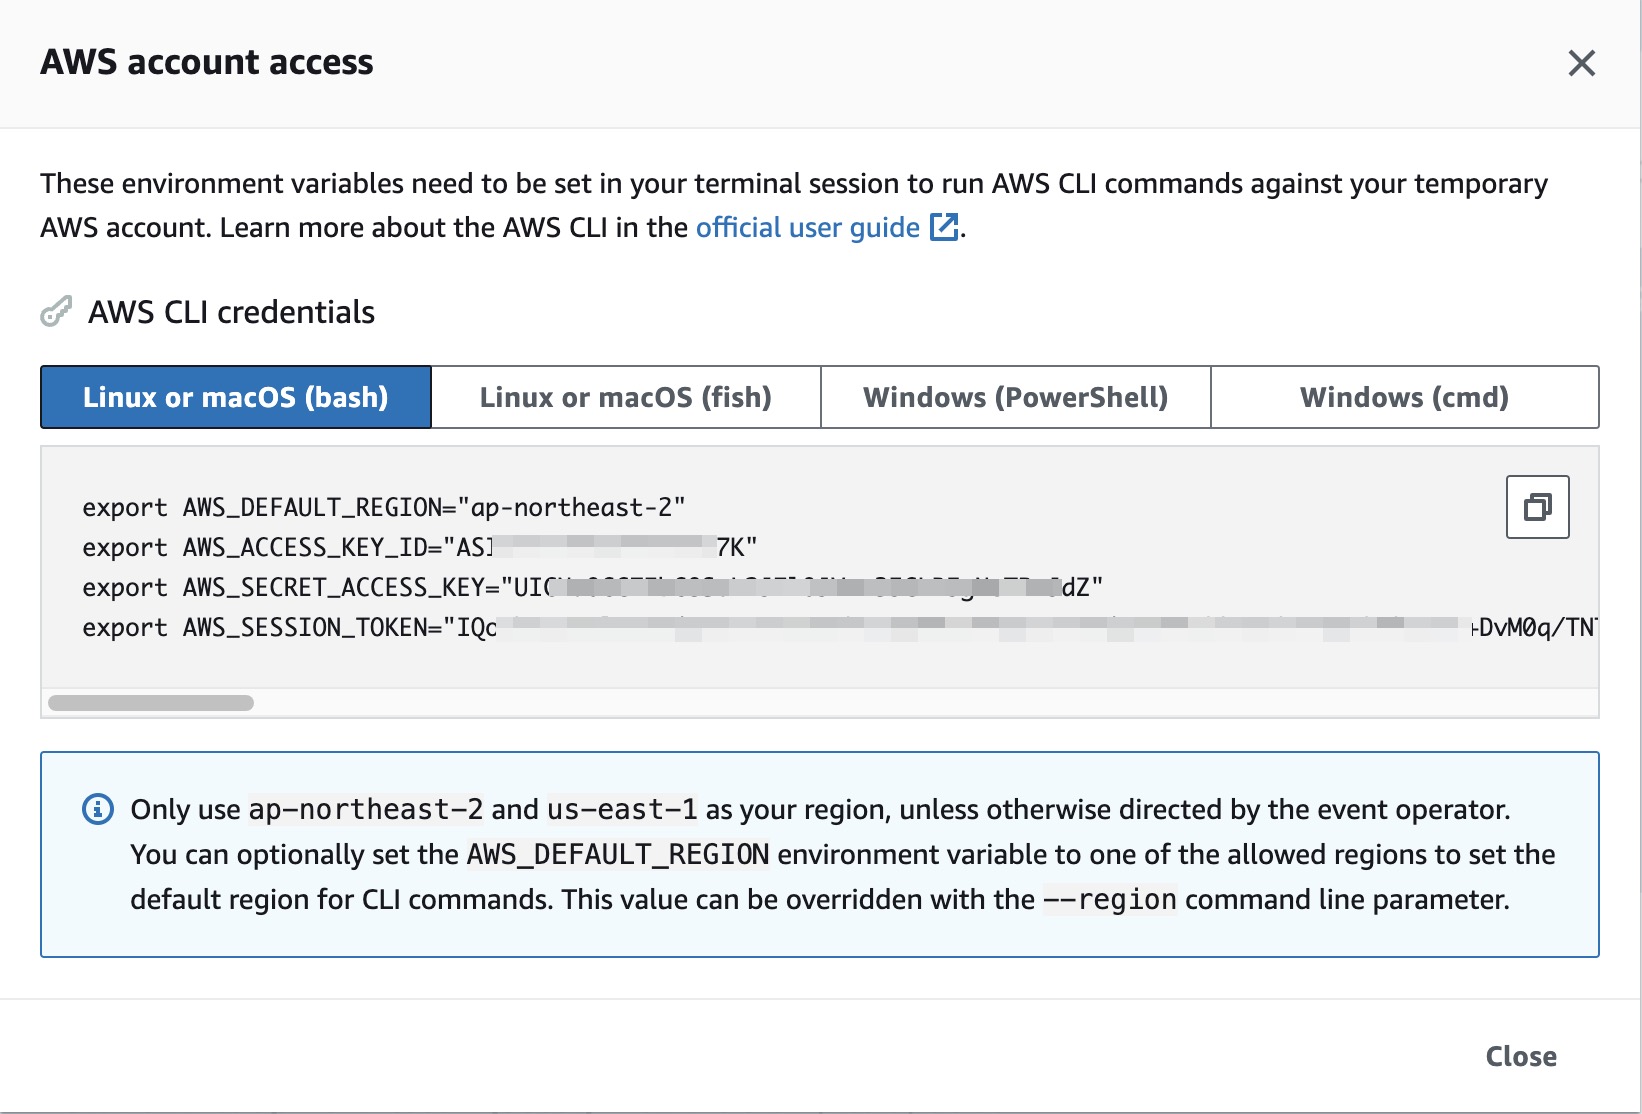 AWS account access
These environment variables need to be set in your terminal session to run AWS CLI commands against your temporary
AWS account. Learn more about the AWS CLI in the official user guide.
AWS CLI credentials
Linux or macOS (bash) Linux or macOS (fish) Windows (PowerShell) Windows (cmd)
export AWS_DEFAULT_REGION="ap-northeast-2"
export AWS_ACCESS_KEY_ID="ASI 7K"
export AWS_SECRET_ACCESS_KEY="UIC dZ"
export AWS_SESSION_TOKEN="IQo +DvM0q/TN
Only use ap-northeast-2 and us-east-1 as your region, unless otherwise directed by the event operator.
You can optionally set the AWS_DEFAULT_REGION environment variable to one of the allowed regions to set the
default region for CLI commands. This value can be overridden with the --region command line parameter.
Close